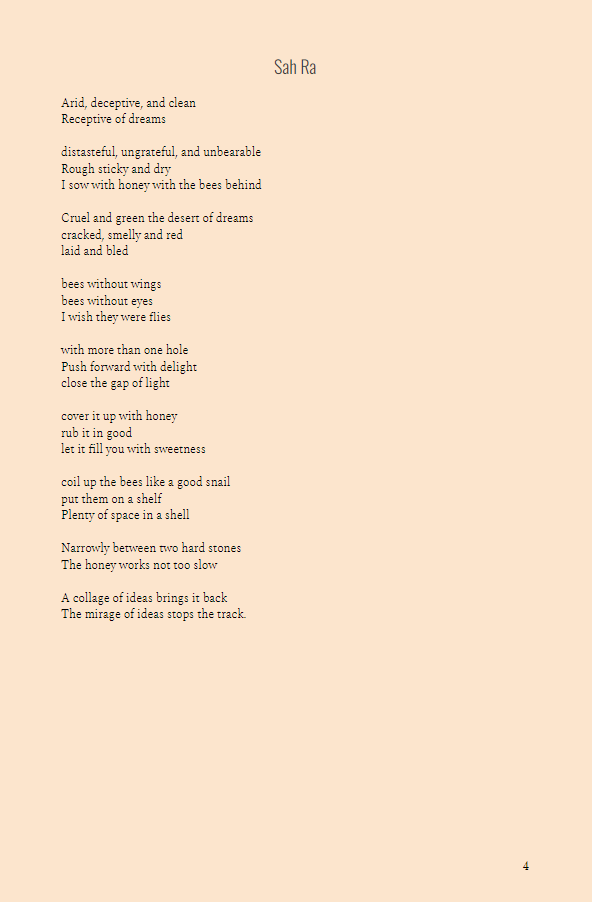 Sah Ra
Arid, deceptive, and clean
Receptive of dreams
distasteful, ungrateful, and unbearable
Rough sticky and dry
I sow with honey with the bees behind
Cruel and green the desert of dreams
cracked, smelly and red
laid and bled
bees without wings
bees without eyes
I wish they were flies
with more than one hole
Push forward with delight
close the gap of light
cover it up with honey
rub it in good
let it fill you with sweetness
coil up the bees like a good snail
put them on a shelf
Plenty of space in a shell
Narrowly between two hard stones
The honey works not too slow
A collage of ideas brings it back
The mirage of ideas stops the track.
4